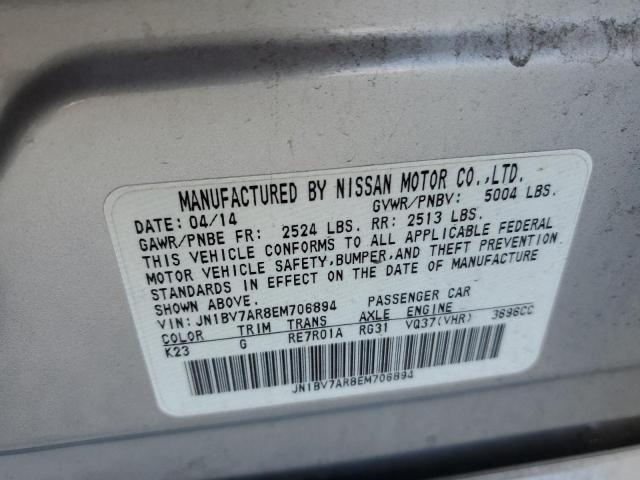 MANUFACTURED BY NISSAN MOTOR CO.,LTD.
DATE: 04/14 GVWR/PNBV: 5004 LBS.
GAWR/PNBE FR: 2524 LBS. RR: 2513 LBS.
THIS VEHICLE CONFORMS TO ALL APPLICABLE FEDERAL
MOTOR VEHICLE SAFETY,BUMPER,AND THEFT PREVENTION
STANDARDS IN EFFECT ON THE DATE OF MANUFACTURE
SHOWN ABOVE.
VIN: JN1BV7AR8EM706894 PASSENGER CAR
COLOR TRIM TRANS AXLE ENGINE
K23 G RE7R01A RG31 VQ37(VHR) 3696CC
JN1BV7AR8EM706894